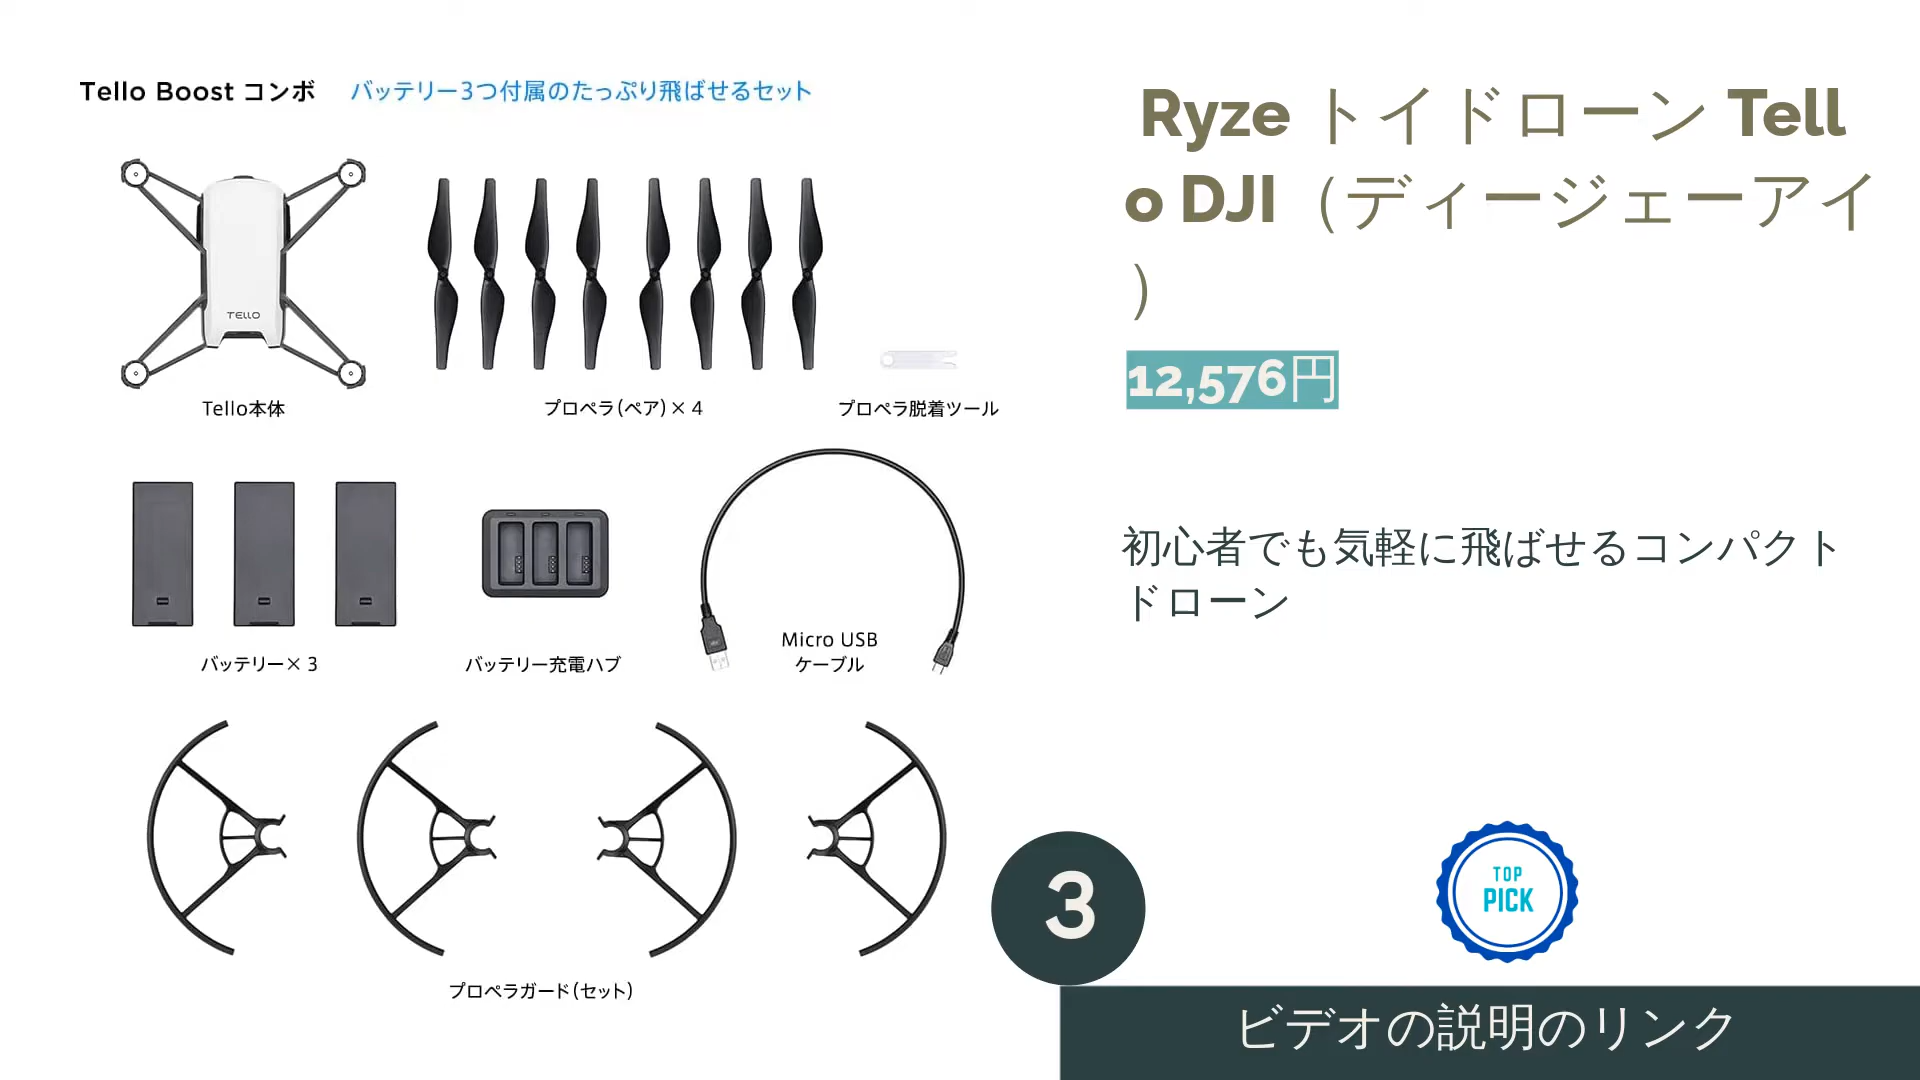 Tello Boost コンボ バッテリー3つ付属のたっぷり飛ばせるセット
TELLO
Tello本体
プロペラ(ペア)× 4
プロペラ脱着ツール
バッテリー× 3
バッテリー充電ハブ
Micro USB
ケーブル
プロペラガード(セット)
Ryze トイドローン Tell
o DJI（ディージェーアイ
）
12,576円
初心者でも気軽に飛ばせるコンパクト
ドローン
3
TOP
PICK
ビデオの説明のリンク